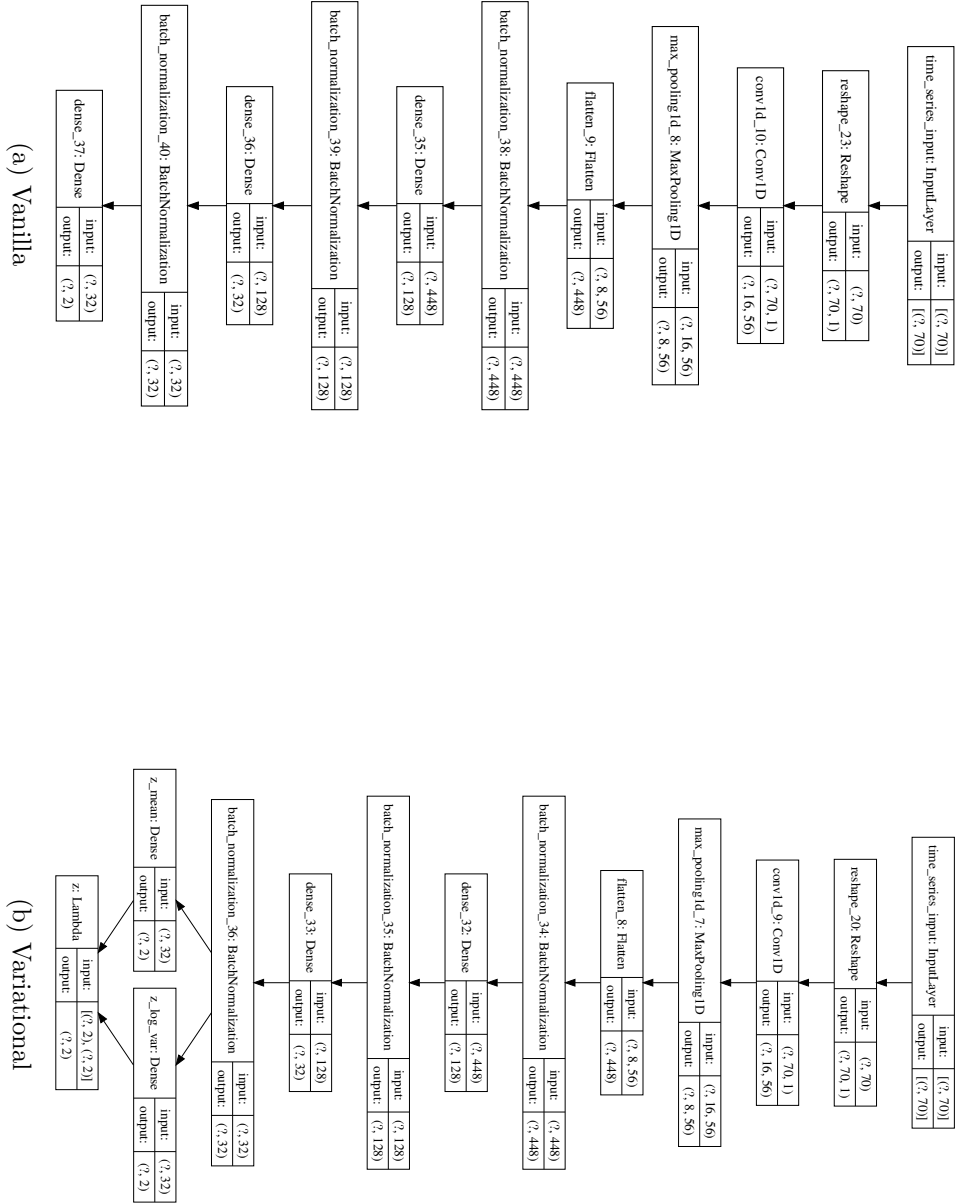 time_series_input: InputLayer
input: [(?, 70)]
output: [(?, 70)]
reshape_23: Reshape
input: (?, 70)
output: (?, 70, 1)
conv1d_10: Conv1D
input: (?, 70, 1)
output: (?, 16, 56)
max_pooling1d_8: MaxPooling1D
input: (?, 16, 56)
output: (?, 8, 56)
flatten_9: Flatten
input: (?, 8, 56)
output: (?, 448)
batch_normalization_38: BatchNormalization
input: (?, 448)
output: (?, 448)
dense_35: Dense
input: (?, 448)
output: (?, 128)
batch_normalization_39: BatchNormalization
input: (?, 128)
output: (?, 128)
dense_36: Dense
input: (?, 128)
output: (?, 32)
batch_normalization_40: BatchNormalization
input: (?, 32)
output: (?, 32)
dense_37: Dense
input: (?, 32)
output: (?, 2)
(a) Vanilla
time_series_input: InputLayer
input: [(?, 70)]
output: [(?, 70)]
reshape_20: Reshape
input: (?, 70)
output: (?, 70, 1)
conv1d_9: Conv1D
input: (?, 70, 1)
output: (?, 16, 56)
max_pooling1d_7: MaxPooling1D
input: (?, 16, 56)
output: (?, 8, 56)
flatten_8: Flatten
input: (?, 8, 56)
output: (?, 448)
batch_normalization_34: BatchNormalization
input: (?, 448)
output: (?, 448)
dense_32: Dense
input: (?, 448)
output: (?, 128)
batch_normalization_35: BatchNormalization
input: (?, 128)
output: (?, 128)
dense_33: Dense
input: (?, 128)
output: (?, 32)
batch_normalization_36: BatchNormalization
input: (?, 32)
output: (?, 32)
z_mean: Dense
input: (?, 32)
output: (?, 2)
z_log_var: Dense
input: (?, 32)
output: (?, 2)
z: Lambda
input: [(?, 2), (?, 2)]
output: (?, 2)
(b) Variational